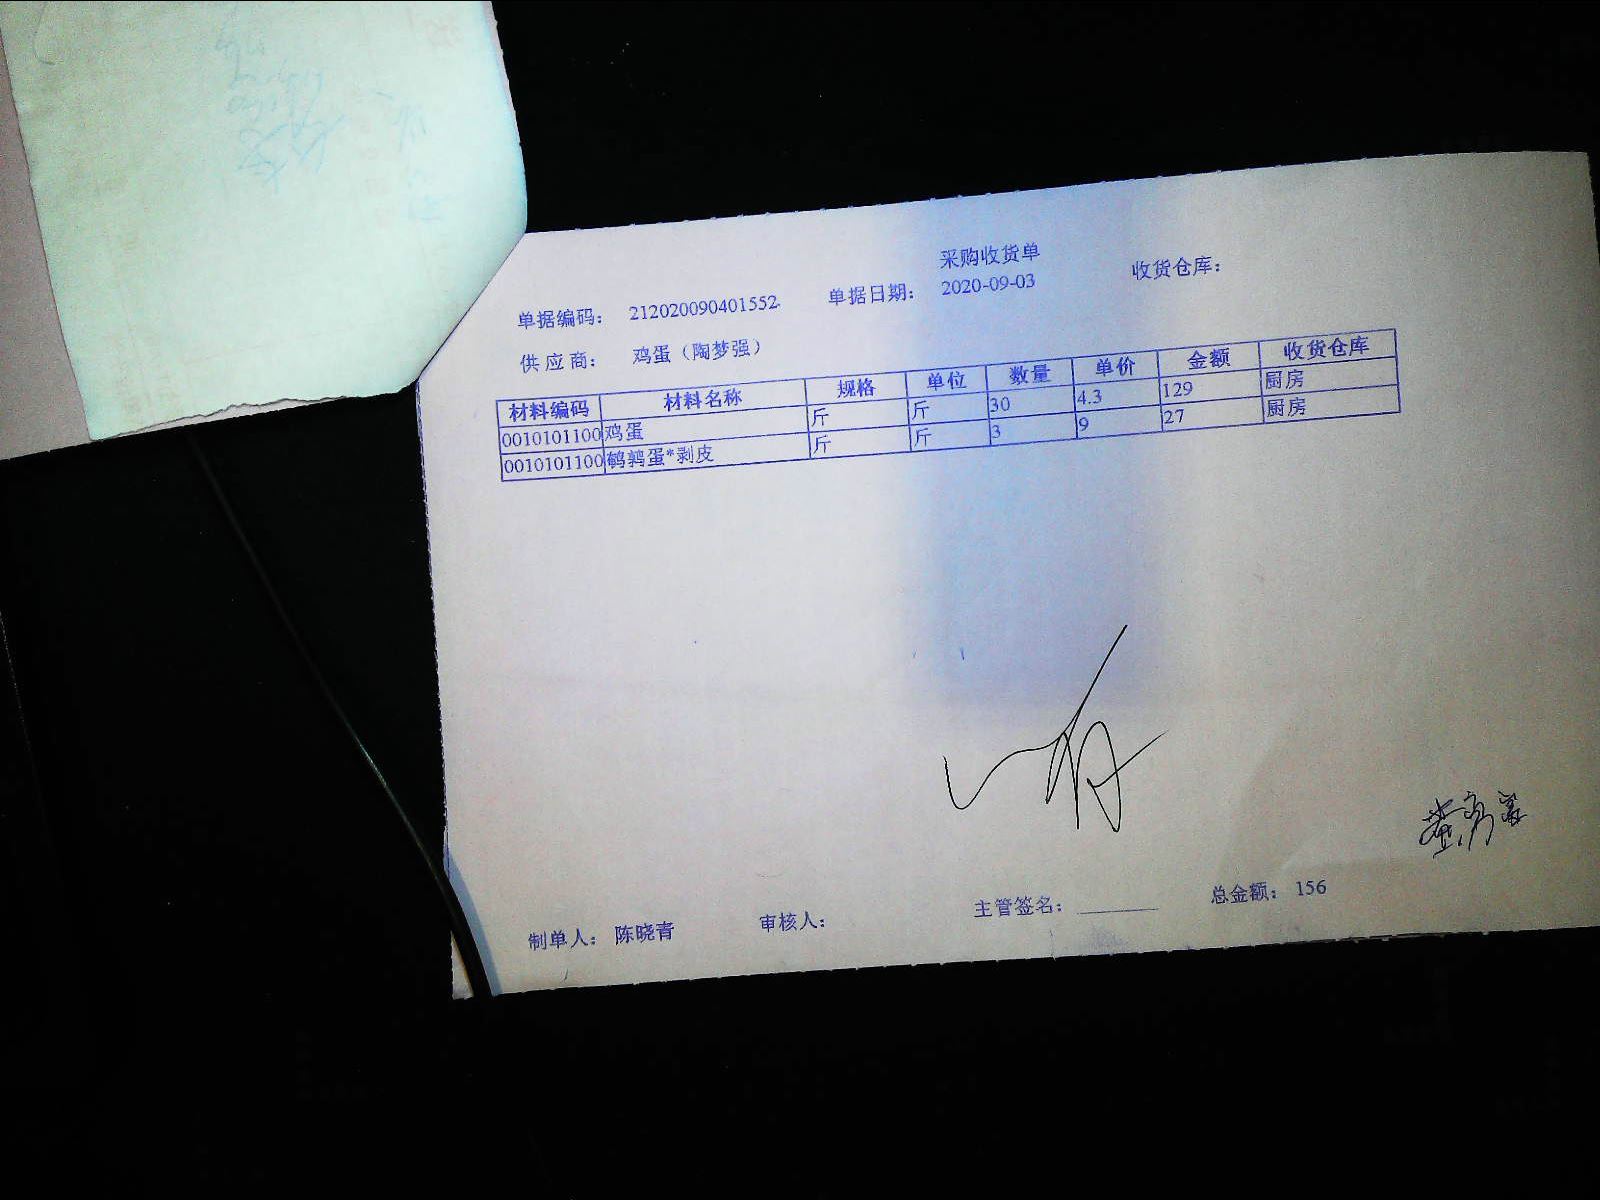 采购收货单
单据编码： 212020090401552 单据日期： 2020-09-03 收货仓库：
供应商： 鸡蛋（陶梦强）
材料编码 材料名称 规格 单位 数量 单价 金额 收货仓库
0010101100 鸡蛋 斤 斤 30 4.3 129 厨房
0010101100 鹌鹑蛋*剥皮 斤 斤 3 9 27 厨房
制单人： 陈晓青 审核人： 主管签名： 总金额： 156